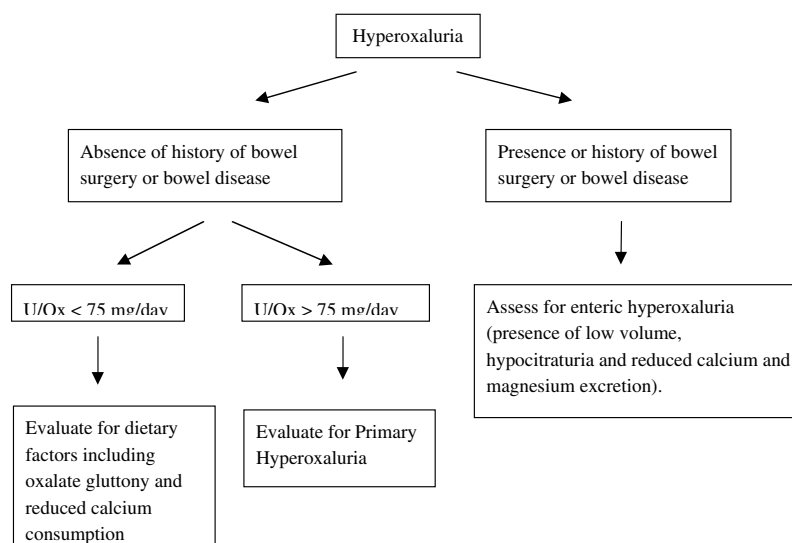 Hyperoxaluria
Absence of history of bowel
surgery or bowel disease
Presence or history of bowel
surgery or bowel disease
U/Ox < 75 mg/day
U/Ox > 75 mg/day
Assess for enteric hyperoxaluria
(presence of low volume,
hypocitraturia and reduced calcium and
magnesium excretion).
Evaluate for dietary
factors including
oxalate gluttony and
reduced calcium
consumption
Evaluate for Primary
Hyperoxaluria